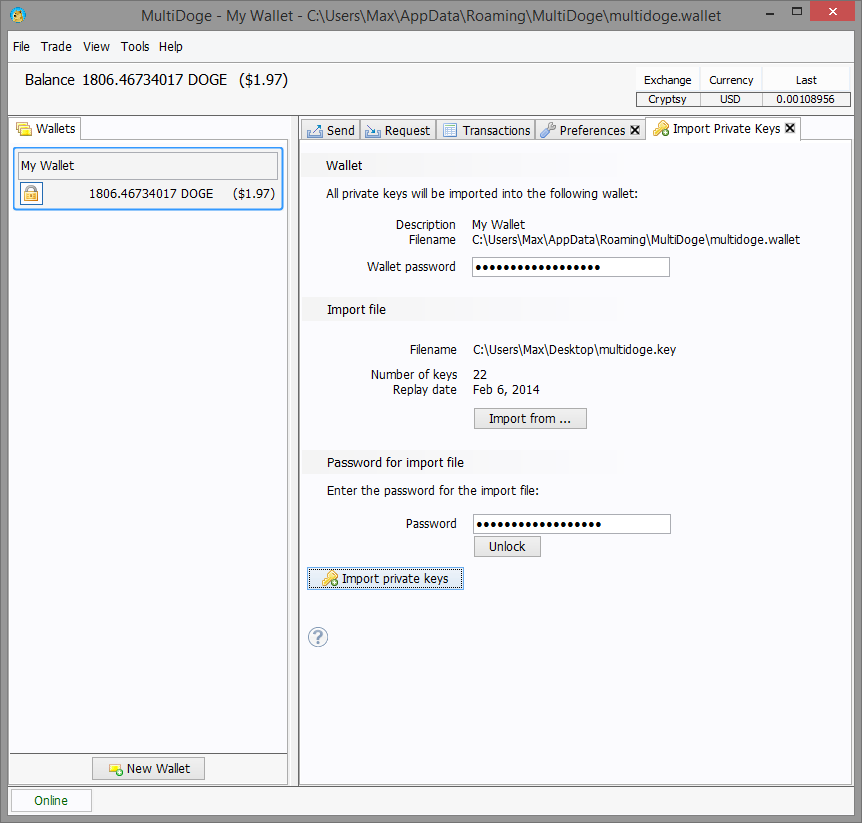 MultiDoge - My Wallet - C:\Users\Max\AppData\Roaming\MultiDoge\multidoge.wallet
File Trade View Tools Help
Balance 1806.46734017 DOGE ($1.97)
Exchange Currency Last
Cryptsy USD 0.00108956
Wallets
Send Request Transactions Preferences Import Private Keys
My Wallet
1806.46734017 DOGE ($1.97)
Wallet
All private keys will be imported into the following wallet:
Description My Wallet
Filename C:\Users\Max\AppData\Roaming\MultiDoge\multidoge.wallet
Wallet password ●●●●●●●●●●●●●●●●●●
Import file
Filename C:\Users\Max\Desktop\multidoge.key
Number of keys 22
Replay date Feb 6, 2014
Import from ...
Password for import file
Enter the password for the import file:
Password ●●●●●●●●●●●●●●●●●●
Unlock
Import private keys
?
New Wallet
Online